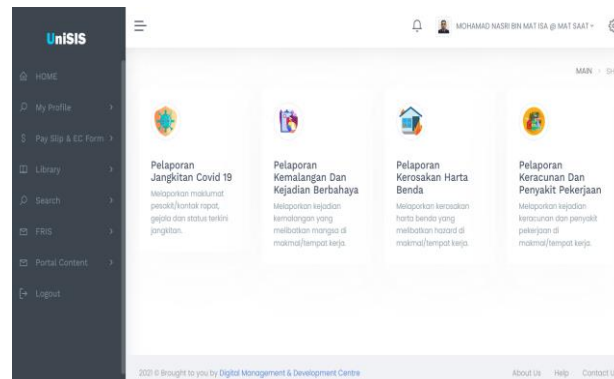 UniSIS
HOME
My Profile
Pay Slip & EC Form
Library
Search
FRIS
Portal Content
Logout
MOHAMAD NASRI BIN MAT ISA @ MAT SAAT
MAIN
Pelaporan
Jangkitan Covid 19
Melaporkan maklumat
pesakit/kontak rapat,
gejala dan status terkini
jangkitan.
Pelaporan
Kemalangan Dan
Kejadian Berbahaya
Melaporkan kejadian
kemalangan yang
melibatkan mangsa di
makmal/tempat kerja.
Pelaporan
Kerosakan Harta
Benda
Melaporkan kerosakan
harta benda yang
melibatkan hazard di
makmal/tempat kerja.
Pelaporan
Keracunan Dan
Penyakit Pekerjaan
Melaporkan kejadian
keracunan dan penyakit
pekerjaan di
makmal/tempat kerja.
2021 © Brought to you by Digital Management & Development Centre
About Us Help Contact U